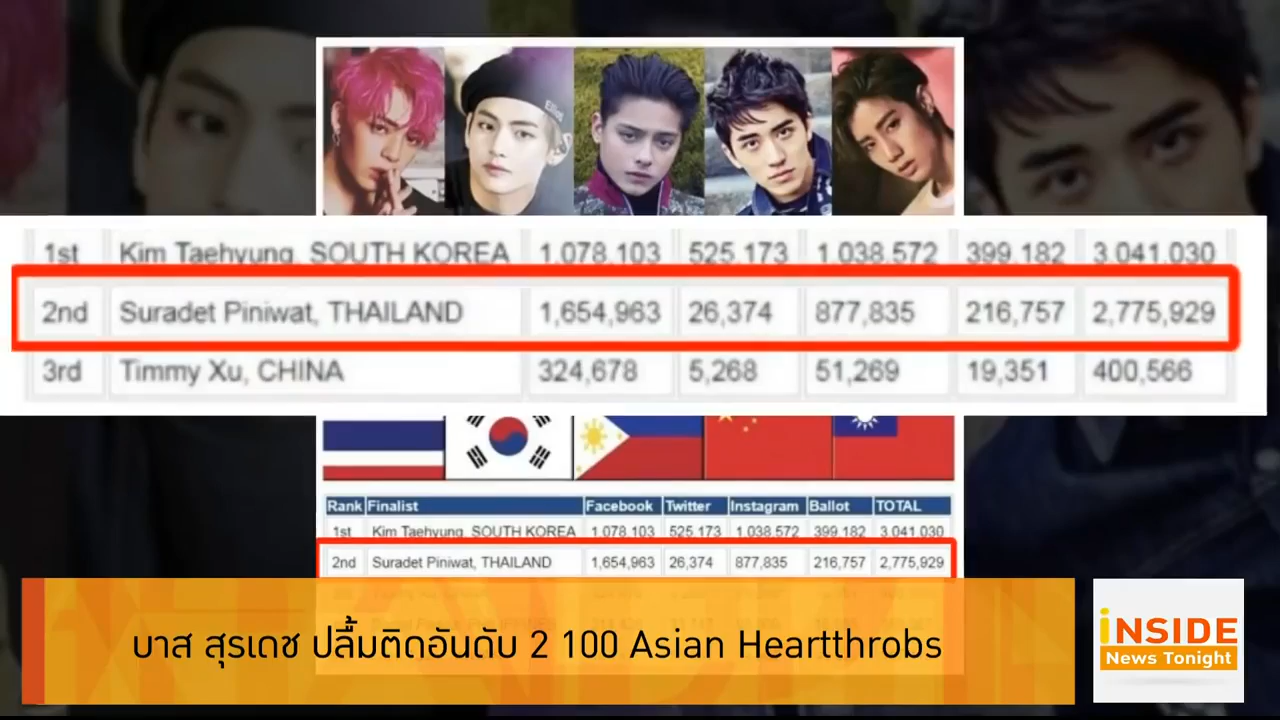 Elliot
1st Kim Taehyung, SOUTH KOREA 1,078,103 525,173 1,038,572 399,182 3,041,030
2nd Suradet Piniwat, THAILAND 1,654,963 26,374 877,835 216,757 2,775,929
3rd Timmy Xu, CHINA 324,678 5,268 51,269 19,351 400,566
Rank Finalist Facebook Twitter Instagram Ballot TOTAL
1st Kim Taehyung, SOUTH KOREA 1,078,103 525,173 1,038,572 399,182 3,041,030
2nd Suradet Piniwat, THAILAND 1,654,963 26,374 877,835 216,757 2,775,929
บาส สุรเดช ปลื้มติดอันดับ 2 100 Asian Heartthrobs
iNSIDE
News Tonight